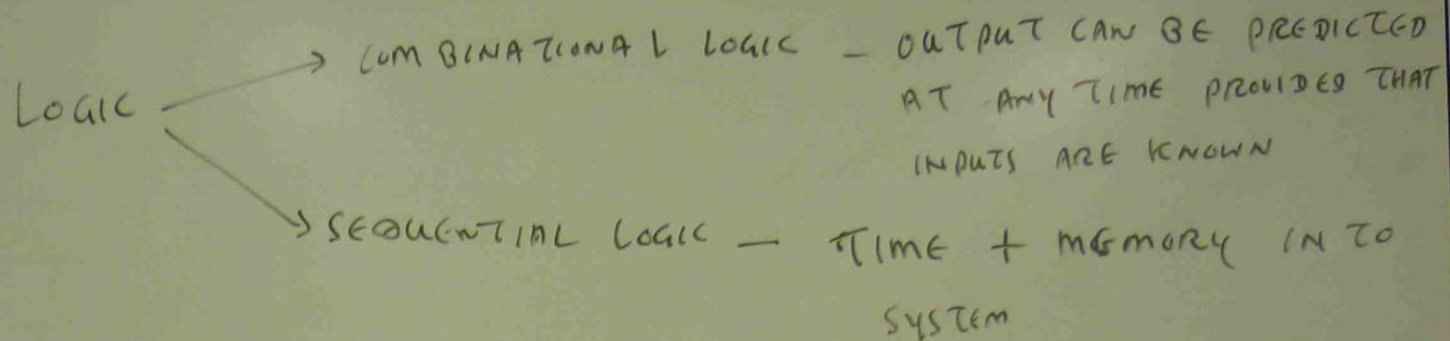 LOGIC → COMBINATIONAL LOGIC – OUTPUT CAN BE PREDICTED
AT ANY TIME PROVIDED THAT
INPUTS ARE KNOWN
→ SEQUENTIAL LOGIC – TIME + MEMORY IN TO
SYSTEM